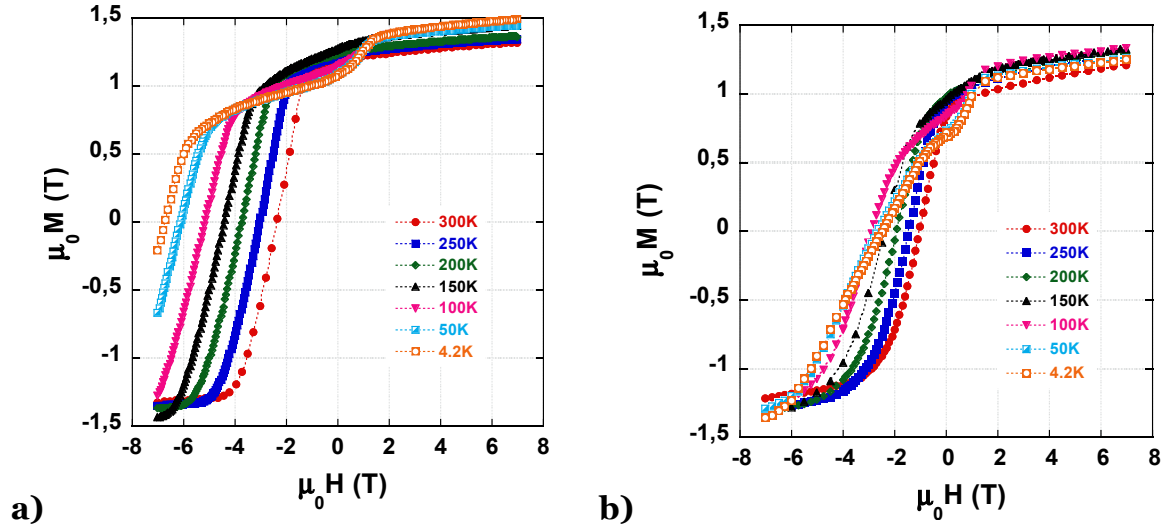 1,5
1
0,5
0
-0,5
-1
-1,5
μ0M (T)
-8 -6 -4 -2 0 2 4 6 8
μ0H (T)
300K
250K
200K
150K
100K
50K
4.2K
a)
1,5
1
0,5
0
-0,5
-1
-1,5
μ0M (T)
-8 -6 -4 -2 0 2 4 6 8
μ0H (T)
300K
250K
200K
150K
100K
50K
4.2K
b)